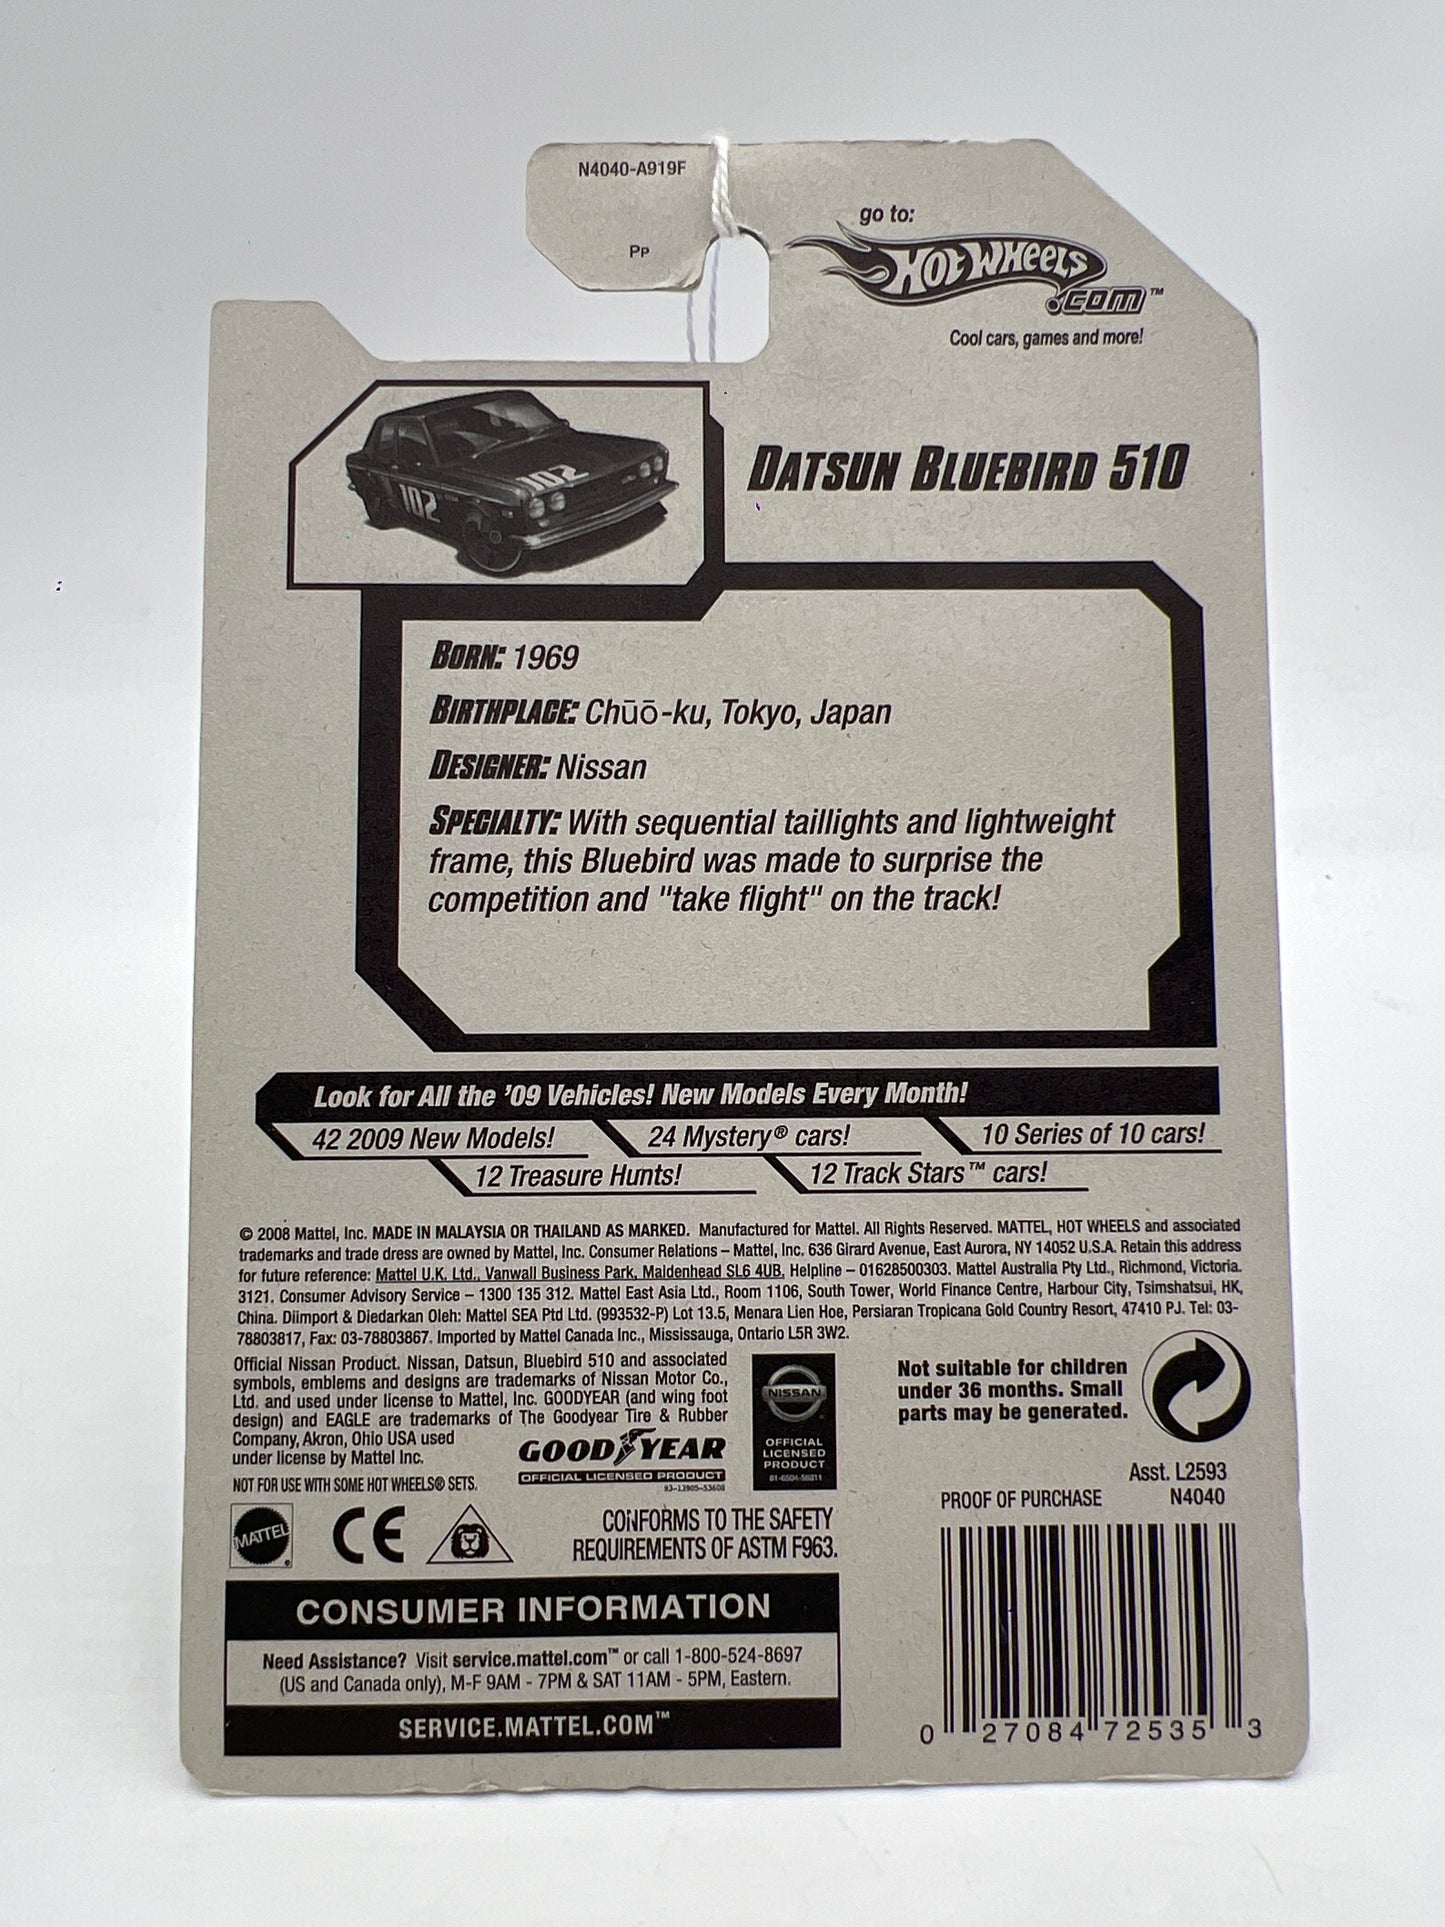 N4040-A919F
PP
go to:
HOT WHEELS
.COM™
Cool cars, games and more!
102
102
DATSUN BLUEBIRD 510
BORN: 1969
BIRTHPLACE: Chūō-ku, Tokyo, Japan
DESIGNER: Nissan
SPECIALTY: With sequential taillights and lightweight
frame, this Bluebird was made to surprise the
competition and "take flight" on the track!
Look for All the '09 Vehicles! New Models Every Month!
42 2009 New Models!
24 Mystery® cars!
10 Series of 10 cars!
12 Treasure Hunts!
12 Track Stars™ cars!
© 2008 Mattel, Inc. MADE IN MALAYSIA OR THAILAND AS MARKED. Manufactured for Mattel. All Rights Reserved. MATTEL, HOT WHEELS and associated
trademarks and trade dress are owned by Mattel, Inc. Consumer Relations – Mattel, Inc. 636 Girard Avenue, East Aurora, NY 14052 U.S.A. Retain this address
for future reference: Mattel U.K. Ltd., Vanwall Business Park, Maidenhead SL6 4UB. Helpline – 01628500303. Mattel Australia Pty Ltd., Richmond, Victoria.
3121. Consumer Advisory Service – 1300 135 312. Mattel East Asia Ltd., Room 1106, South Tower, World Finance Centre, Harbour City, Tsimshatsui, HK,
China. Diimport & Diedarkan Oleh: Mattel SEA Ptd Ltd. (993532-P) Lot 13.5, Menara Lien Hoe, Persiaran Tropicana Gold Country Resort, 47410 PJ. Tel: 03-
78803817, Fax: 03-78803867. Imported by Mattel Canada Inc., Mississauga, Ontario L5R 3W2.
Official Nissan Product. Nissan, Datsun, Bluebird 510 and associated
symbols, emblems and designs are trademarks of Nissan Motor Co.,
Ltd. and used under license to Mattel, Inc. GOODYEAR (and wing foot
design) and EAGLE are trademarks of The Goodyear Tire & Rubber
Company, Akron, Ohio USA used
under license by Mattel Inc.
NOT FOR USE WITH SOME HOT WHEELS® SETS.
GOODYEAR
OFFICIAL LICENSED PRODUCT
93-13905-53608
NISSAN
OFFICIAL
LICENSED
PRODUCT
81-6504-56811
Not suitable for children
under 36 months. Small
parts may be generated.
Asst. L2593
PROOF OF PURCHASE N4040
MATTEL
CE
CONFORMS TO THE SAFETY
REQUIREMENTS OF ASTM F963.
CONSUMER INFORMATION
Need Assistance? Visit service.mattel.com™ or call 1-800-524-8697
(US and Canada only), M-F 9AM - 7PM & SAT 11AM - 5PM, Eastern.
SERVICE.MATTEL.COM™
0 27084 72535 3